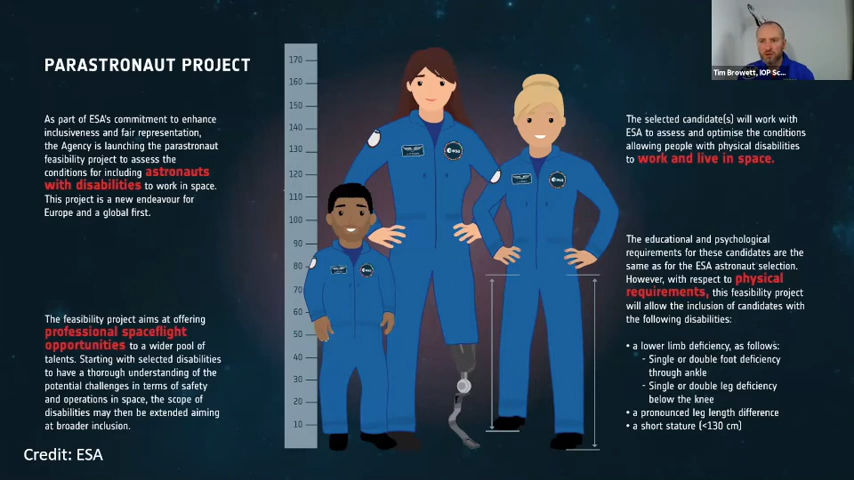 PARASTRONAUT PROJECT
As part of ESA's commitment to enhance
inclusiveness and fair representation,
the Agency is launching the parastronaut
feasibility project to assess the
conditions for including astronauts
with disabilities to work in space.
This project is a new endeavour for
Europe and a global first.
The feasibility project aims at offering
professional spaceflight
opportunities to a wider pool of
talents. Starting with selected disabilities
to have a thorough understanding of the
potential challenges in terms of safety
and operations in space, the scope of
disabilities may then be extended aiming
at broader inclusion.
Credit: ESA
170
160
150
140
130
120
110
100
90
80
70
60
50
40
30
20
10
esa
Tim Browett, IOP Sc...
The selected candidate(s) will work with
ESA to assess and optimise the conditions
allowing people with physical disabilities
to work and live in space.
The educational and psychological
requirements for these candidates are the
same as for the ESA astronaut selection.
However, with respect to physical
requirements, this feasibility project
will allow the inclusion of candidates with
the following disabilities:
• a lower limb deficiency, as follows:
- Single or double foot deficiency
through ankle
- Single or double leg deficiency
below the knee
• a pronounced leg length difference
• a short stature (<130 cm)